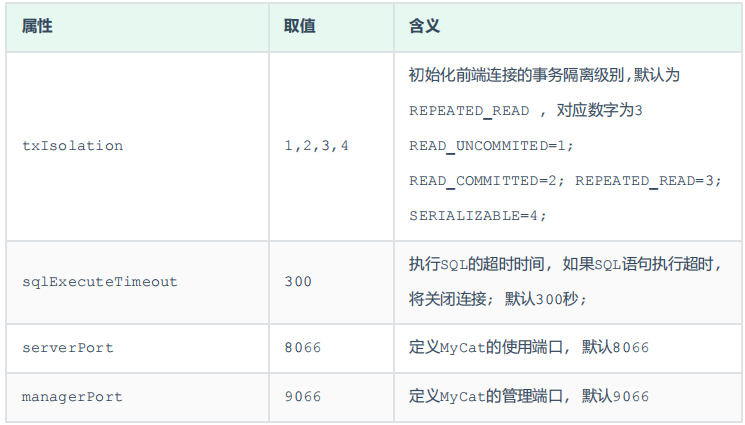 属性 取值 含义
初始化前端连接的事务隔离级别,默认为
REPEATED_READ , 对应数字为3
txIsolation 1,2,3,4 READ_UNCOMMITED=1;
READ_COMMITTED=2; REPEATED_READ=3;
SERIALIZABLE=4;
执行SQL的超时时间, 如果SQL语句执行超时,
sqlExecuteTimeout 300
将关闭连接; 默认300秒;
serverPort 8066 定义MyCat的使用端口, 默认8066
managerPort 9066 定义MyCat的管理端口, 默认9066